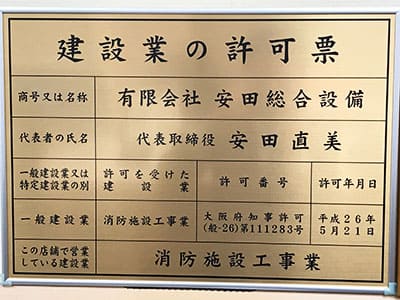 建設業の許可票
商号又は名称 有限会社 安田総合設備
代表者の氏名 代表取締役 安田直美
一般建設業又は
特定建設業の別
許可を受けた
建設業
許可番号
許可年月日
一般建設業
消防施設工事業
大阪府知事許可
(般-26)第111283号
平成26年
5月21日
この店舗で営業
している建設業
消防施設工事業